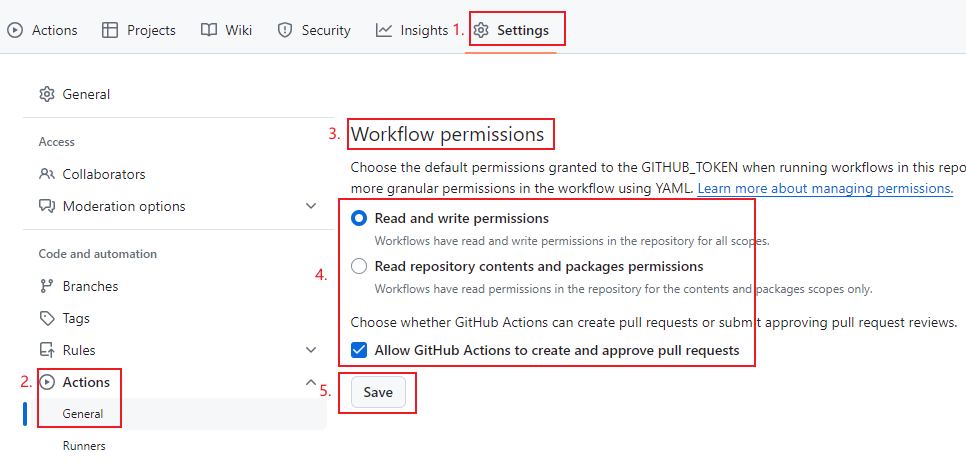 Actions Projects Wiki Security Insights 1. Settings
General
Access
Collaborators
Moderation options
Code and automation
Branches
Tags
Rules
2. Actions
General
Runners
3. Workflow permissions
Choose the default permissions granted to the GITHUB_TOKEN when running workflows in this repo
more granular permissions in the workflow using YAML. Learn more about managing permissions.
4.
Read and write permissions
Workflows have read and write permissions in the repository for all scopes.
Read repository contents and packages permissions
Workflows have read permissions in the repository for the contents and packages scopes only.
Choose whether GitHub Actions can create pull requests or submit approving pull request reviews.
Allow GitHub Actions to create and approve pull requests
5. Save